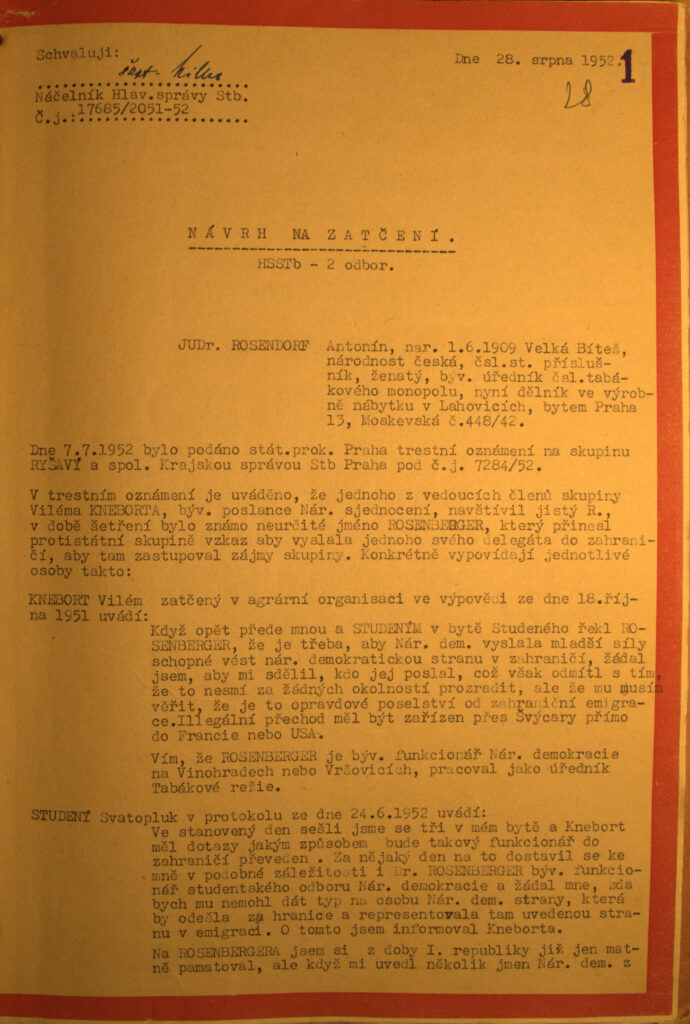 Schvaluji:
Dne 28. srpna 1952.
1
28
Náčelník Hlav.správy Stb.
Č.j.:17685/2051-52
NÁVRH NA ZATČENÍ.
HSSTb - 2 odbor.
JUDr. ROSENDORF Antonín, nar. 1.6.1909 Velká Bíteš,
národnost česká, čsl.st. přísluš-
ník, ženatý, býv. úředník čsl.tabá-
kového monopolu, nyní dělník ve výrob-
ně nábytku v Lahovicích, bytem Praha
13, Moskevská č.448/42.
Dne 7.7.1952 bylo podáno stát.prok. Praha trestní oznámení na skupinu
RYŠAVÝ a spol. Krajskou správou Stb Praha pod č.j. 7284/52.
V trestním oznámení je uváděno, že jednoho z vedoucích členů skupiny
Viléma KNEBORTA, býv. poslance Nár. sjednocení, navštívil jistý R.,
v době šetření bylo známo neurčité jméno ROSENBERGER, který přinesl
protistátní skupině vzkaz aby vyslala jednoho svého delegáta do zahrani-
čí, aby tam zastupoval zájmy skupiny. Konkrétně vypovídají jednotlivé
osoby takto:
KNEBORT Vilém zatčený v agrární organisaci ve výpovědi ze dne 18.říj-
na 1951 uvádí:
Když opět přede mnou a STUDENÝM v bytě Studeného řekl RO-
SENBERGER, že je třeba, aby Nár. dem. vyslala mladší síly
schopné vést nár. demokratickou stranu v zahraničí, žádal
jsem, aby mi sdělil, kdo jej poslal, což však odmítl s tím,
že to nesmí za žádných okolností prozradit, ale že mu musím
věřit, že je to opravdové poselství od zahraniční emigra-
ce.Illegální přechod měl být zařízen přes Švýcary přímo
do Francie nebo USA.
Vím, že ROSENBERGER je býv. funkcionář Nár. demokracie
na Vinohradech nebo Vršovicích, pracoval jako úředník
Tabákové režie.
STUDENÝ Svatopluk v protokolu ze dne 24.6.1952 uvádí:
Ve stanovený den sešli jsme se tři v mém bytě a Knebort
měl dotazy jakým způsobem bude takový funkcionář do
zahraničí převeden . Za nějaký den na to dostavil se ke
mně v podobné záležitosti i Dr. ROSENBERGER býv. funkcio-
nář studentského odboru Nár. demokracie a žádal mne, zda
bych mu nemohl dát typ na osobu Nár. dem. strany, která
by odešla za hranice a representovala tam uvedenou stra-
nu v emigraci. O tomto jsem informoval Kneborta.
Na ROSENBERGERA jsem si z doby I. republiky již jen mat-
ně pamatoval, ale když mi uvedl několik jmen Nár. dem. z